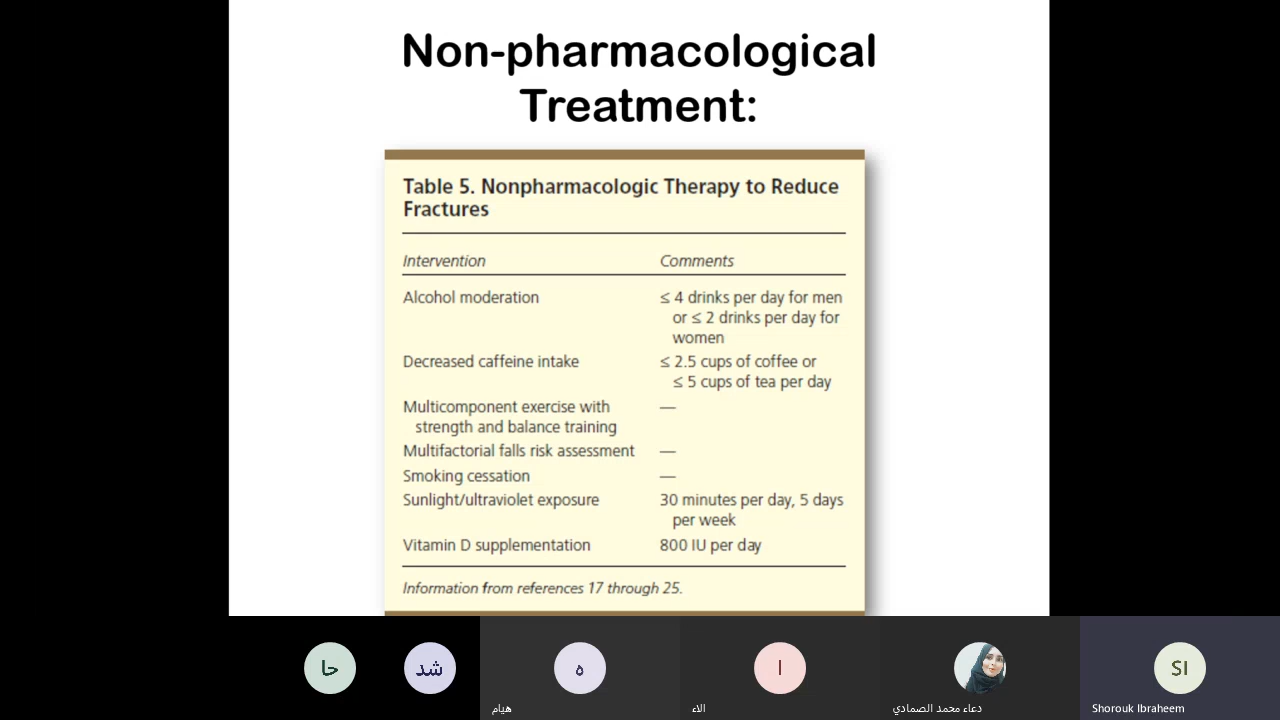 Non-pharmacological
Treatment:
Table 5. Nonpharmacologic Therapy to Reduce
Fractures
Intervention Comments
Alcohol moderation ≤ 4 drinks per day for men
or ≤ 2 drinks per day for
women
Decreased caffeine intake ≤ 2.5 cups of coffee or
≤ 5 cups of tea per day
Multicomponent exercise with —
strength and balance training
Multifactorial falls risk assessment —
Smoking cessation —
Sunlight/ultraviolet exposure 30 minutes per day, 5 days
per week
Vitamin D supplementation 800 IU per day
Information from references 17 through 25.
حا
شد
ه
ا
SI
هيام
الاء
دعاء محمد الصمادي
Shorouk Ibraheem